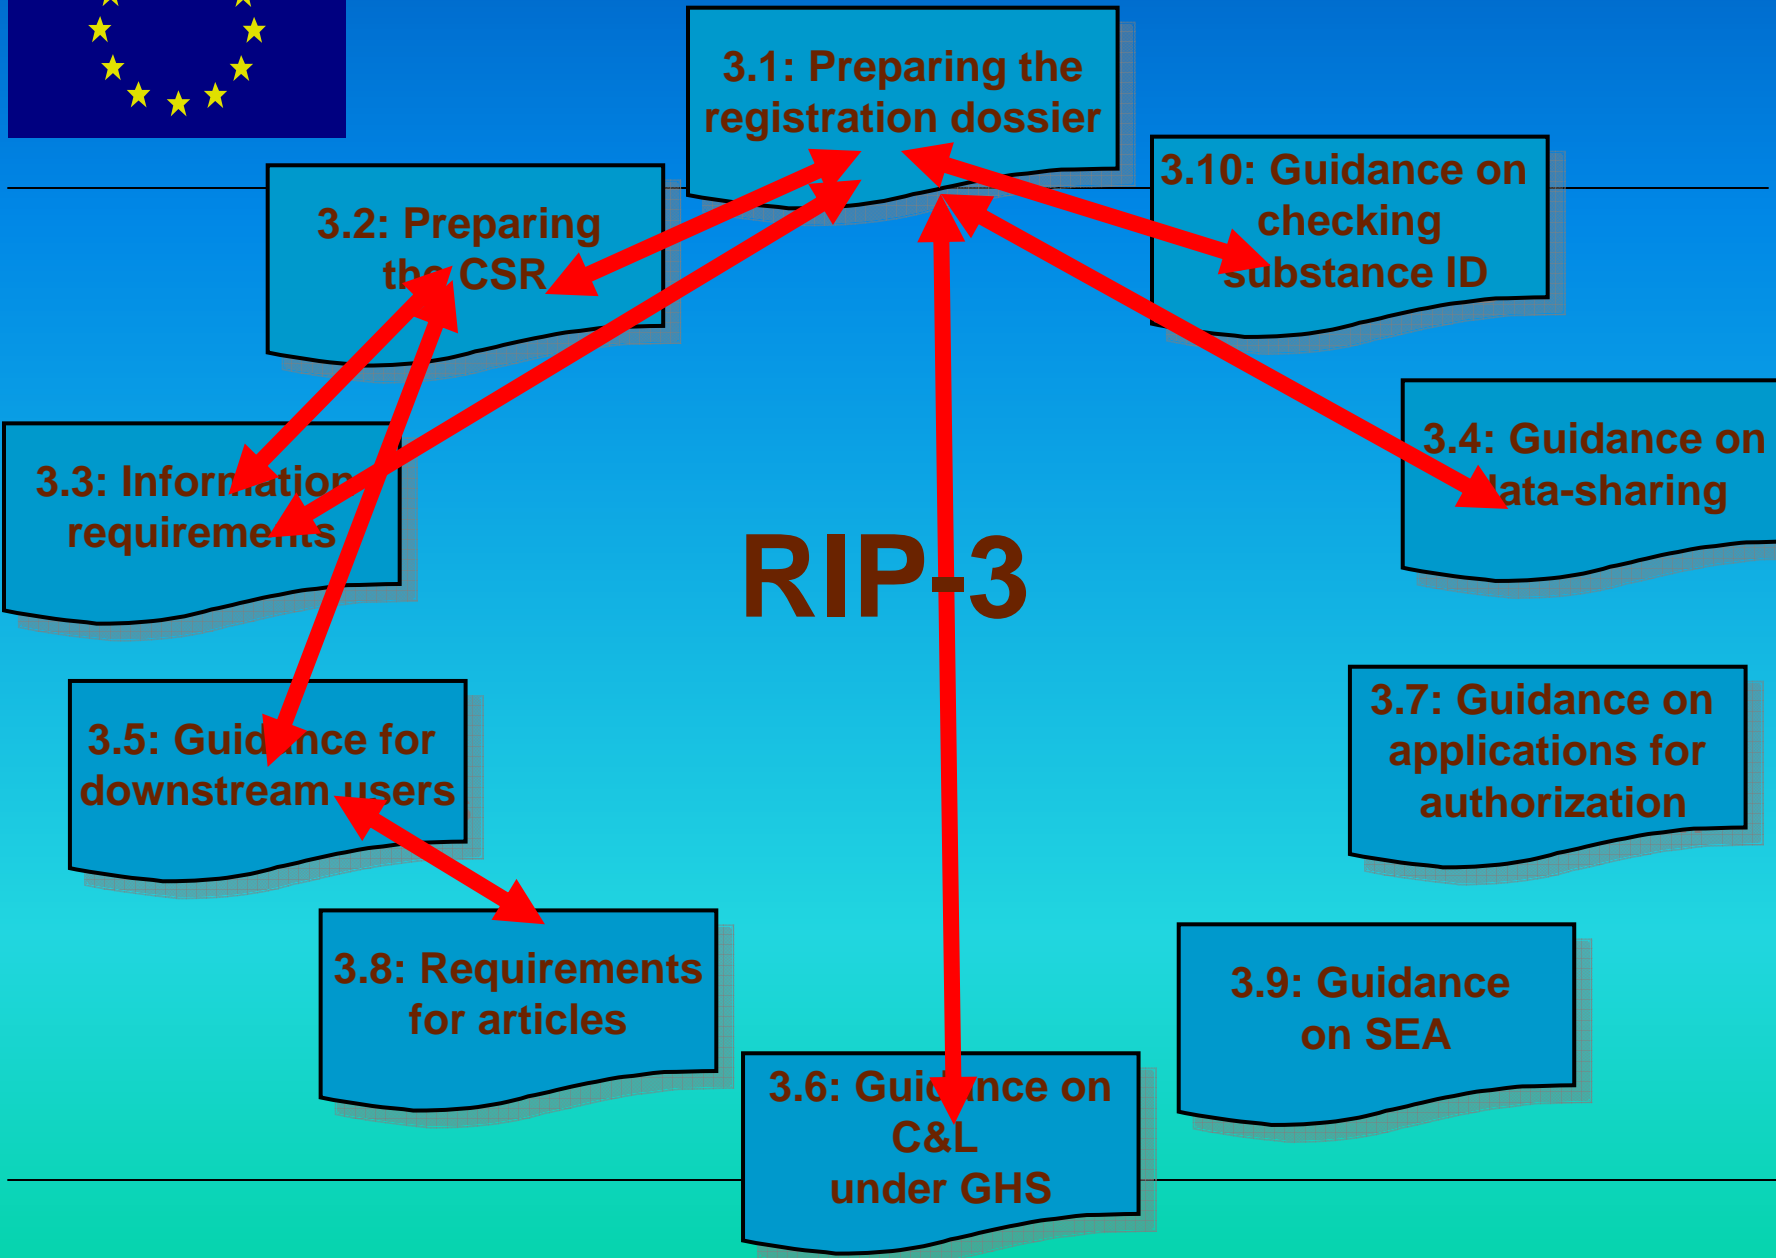 3.1: Preparing the
registration dossier
3.10: Guidance on
checking
substance ID
3.2: Preparing
the CSR
3.4: Guidance on
data-sharing
3.3: Information
requirements
RIP-3
3.7: Guidance on
applications for
authorization
3.5: Guidance for
downstream users
3.8: Requirements
for articles
3.9: Guidance
on SEA
3.6: Guidance on
C&L
under GHS